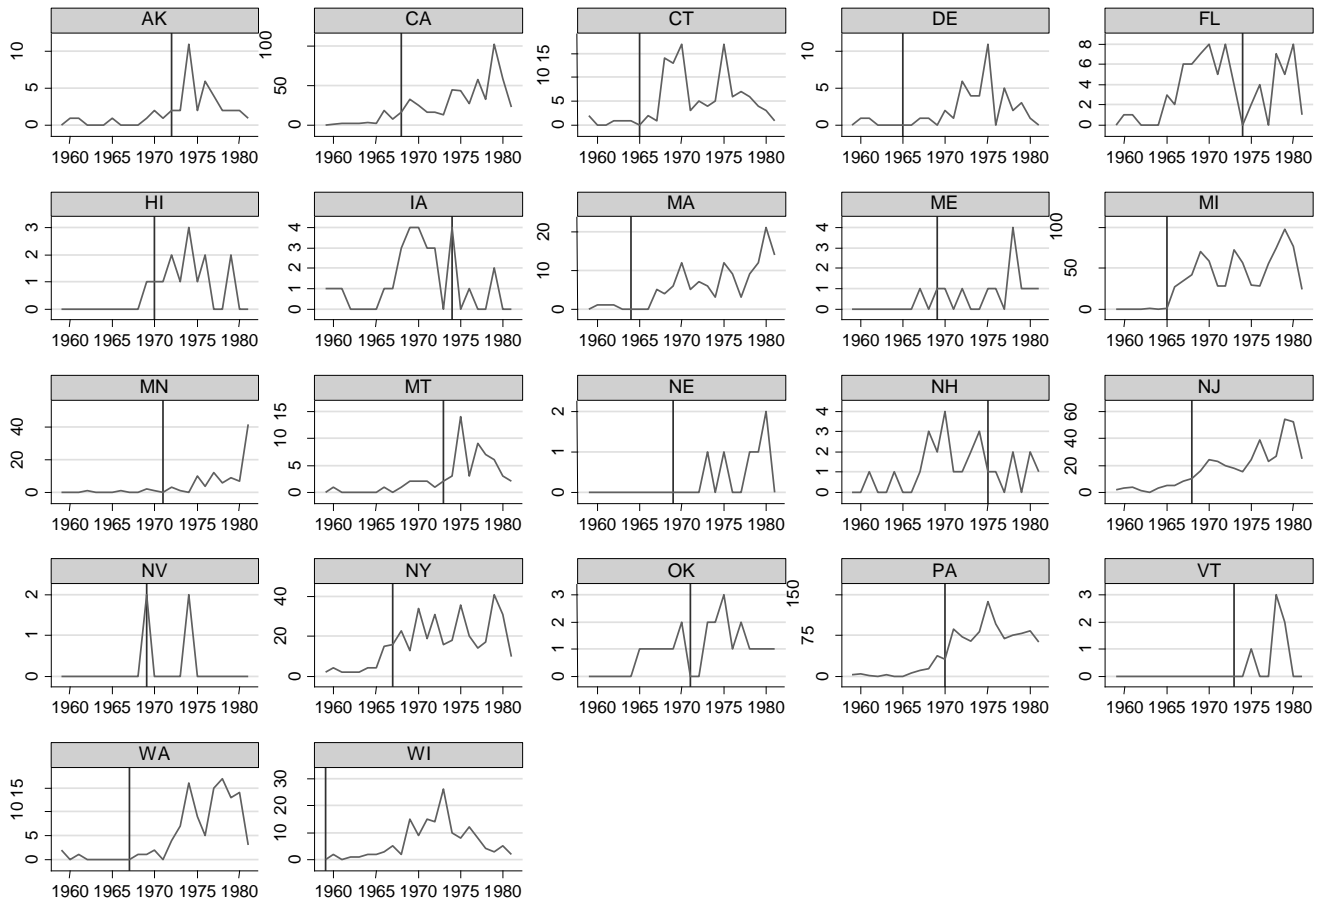 AK CA CT DE FL
0 5 10
0 50 100
0 5 10 15
0 5 10
0 2 4 6 8
1960 1965 1970 1975 1980 1960 1965 1970 1975 1980 1960 1965 1970 1975 1980 1960 1965 1970 1975 1980 1960 1965 1970 1975 1980
HI IA MA ME MI
0 1 2 3
0 1 2 3 4
0 10 20
0 1 2 3 4
0 50 100
1960 1965 1970 1975 1980 1960 1965 1970 1975 1980 1960 1965 1970 1975 1980 1960 1965 1970 1975 1980 1960 1965 1970 1975 1980
MN MT NE NH NJ
0 20 40
0 5 10 15
0 1 2
0 1 2 3 4
0 20 40 60
1960 1965 1970 1975 1980 1960 1965 1970 1975 1980 1960 1965 1970 1975 1980 1960 1965 1970 1975 1980 1960 1965 1970 1975 1980
NV NY OK PA VT
0 1 2
0 20 40
0 1 2 3
0 75 150
0 1 2 3
1960 1965 1970 1975 1980 1960 1965 1970 1975 1980 1960 1965 1970 1975 1980 1960 1965 1970 1975 1980 1960 1965 1970 1975 1980
WA WI
0 5 10 15
0 10 20 30
1960 1965 1970 1975 1980 1960 1965 1970 1975 1980